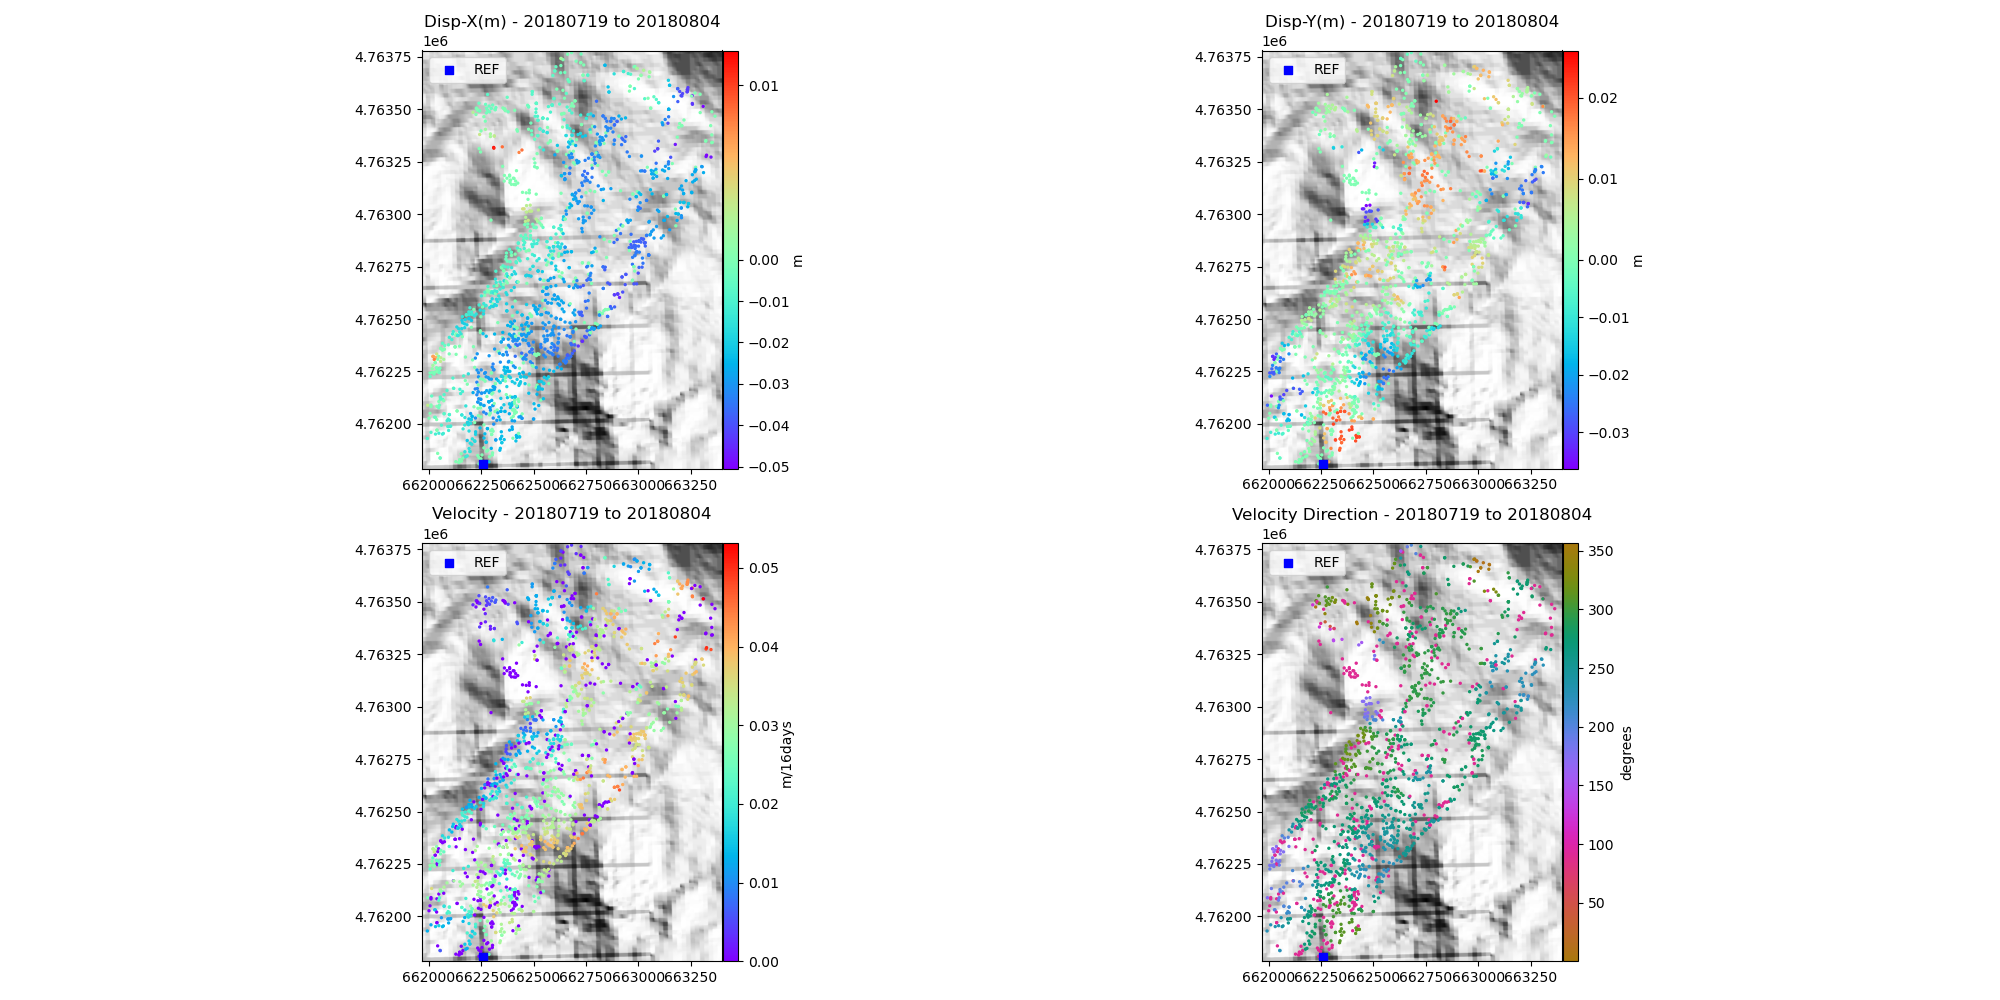 Disp-X(m) - 20180719 to 20180804
1e6
REF
4.76375
4.76350
4.76325
4.76300
4.76275
4.76250
4.76225
4.76200
662000 662250 662500 662750 663000 663250
0.01
0.00
−0.01
−0.02
−0.03
−0.04
−0.05
m
Disp-Y(m) - 20180719 to 20180804
1e6
REF
4.76375
4.76350
4.76325
4.76300
4.76275
4.76250
4.76225
4.76200
662000 662250 662500 662750 663000 663250
0.02
0.01
0.00
−0.01
−0.02
−0.03
m
Velocity - 20180719 to 20180804
1e6
REF
4.76375
4.76350
4.76325
4.76300
4.76275
4.76250
4.76225
4.76200
662000 662250 662500 662750 663000 663250
0.05
0.04
0.03
0.02
0.01
0.00
m/16days
Velocity Direction - 20180719 to 20180804
1e6
REF
4.76375
4.76350
4.76325
4.76300
4.76275
4.76250
4.76225
4.76200
662000 662250 662500 662750 663000 663250
350
300
250
200
150
100
50
degrees